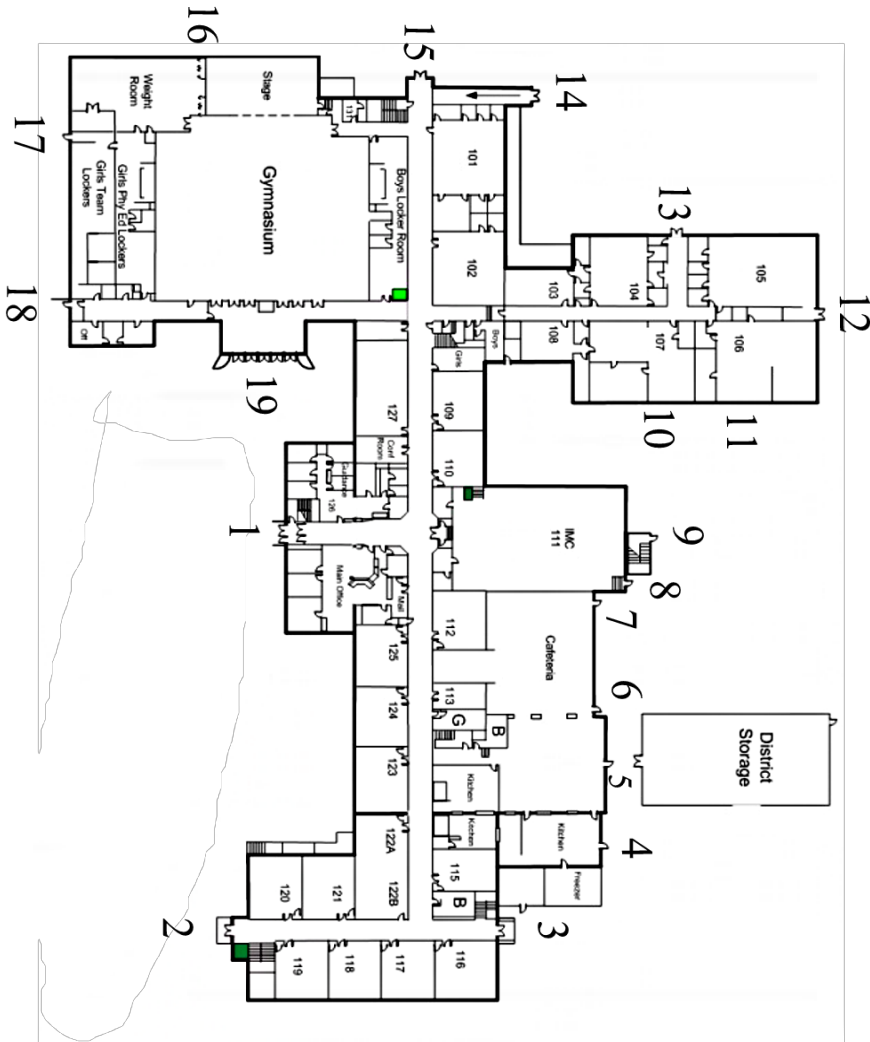 16
15
14
Weight
Room
Stage
131
17
101
13
Girls Team
Lockers
Girls Phy Ed Lockers
Gymnasium
Boys Locker Room
102
103
104
105
18
12
Off
Boys
108
107
106
Girls
19
127
109
10
11
Conf
Room
110
Guidance
126
1
IMC
111
9
8
Main Office
Mail
112
7
125
Cafeteria
6
124
113
G
B
District
Storage
123
Kitchen
5
122A
Kitchen
Kitchen
4
115
Freezer
120
121
122B
B
2
3
119
118
117
116